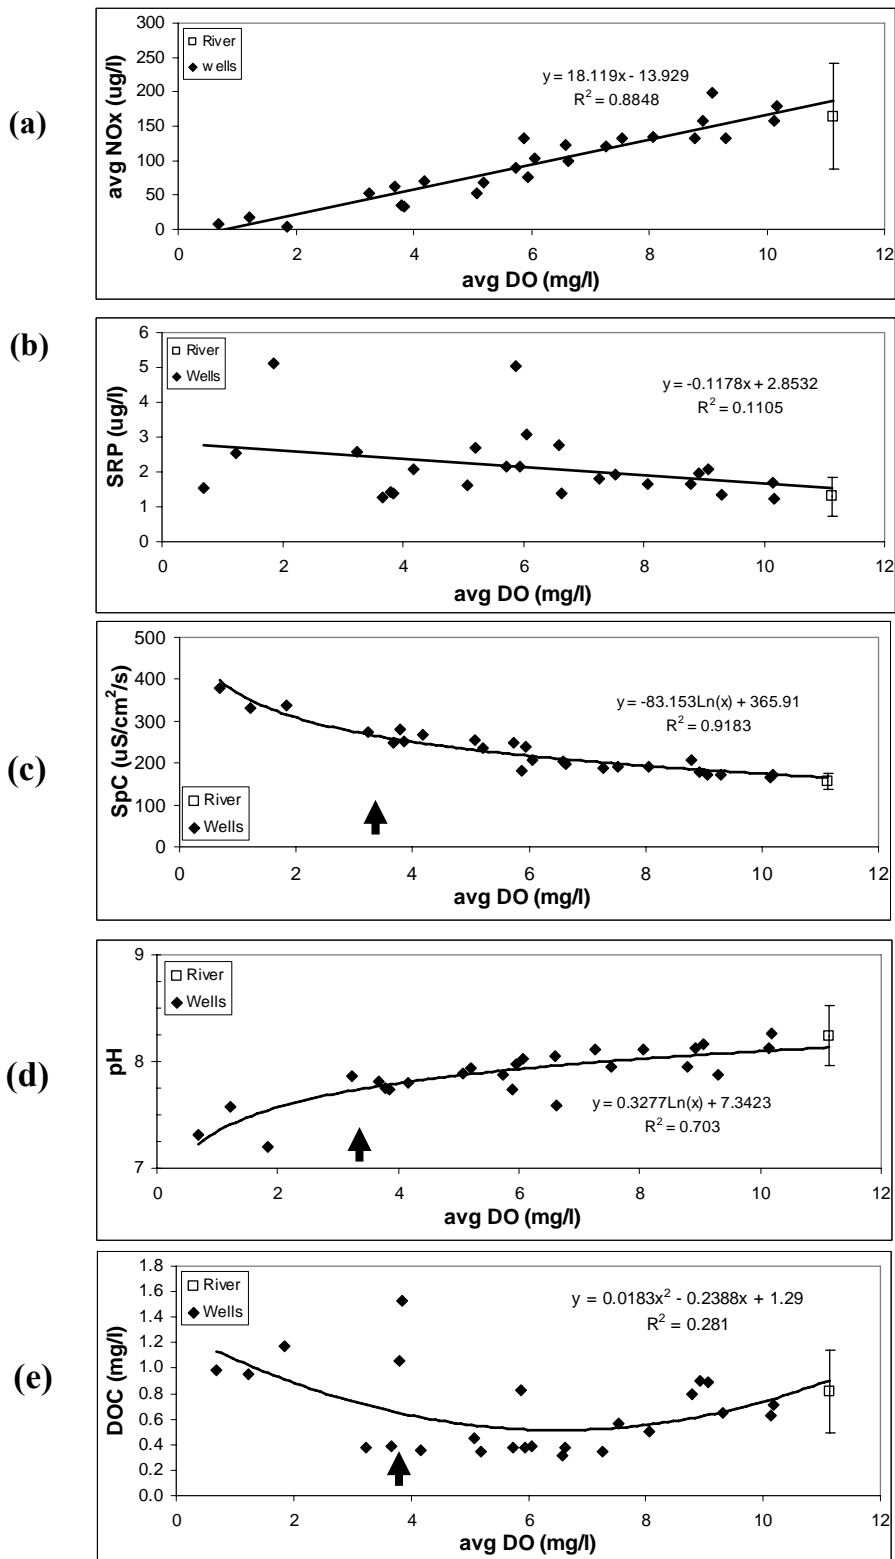 (a)
300
250
200
150
100
50
0
avg NOx (ug/l)
River
wells
y = 18.119x - 13.929
R² = 0.8848
0 2 4 6 8 10 12
avg DO (mg/l)
(b)
6
5
4
3
2
1
0
SRP (ug/l)
River
Wells
y = -0.1178x + 2.8532
R² = 0.1105
0 2 4 6 8 10 12
avg DO (mg/l)
(c)
500
400
300
200
100
0
SpC (uS/cm²/s)
y = -83.153Ln(x) + 365.91
R² = 0.9183
River
Wells
0 2 4 6 8 10 12
avg DO (mg/l)
(d)
9
8
7
pH
River
Wells
y = 0.3277Ln(x) + 7.3423
R² = 0.703
0 2 4 6 8 10 12
avg DO (mg/l)
(e)
1.8
1.6
1.4
1.2
1.0
0.8
0.6
0.4
0.2
0.0
DOC (mg/l)
River
Wells
y = 0.0183x² - 0.2388x + 1.29
R² = 0.281
0 2 4 6 8 10 12
avg DO (mg/l)